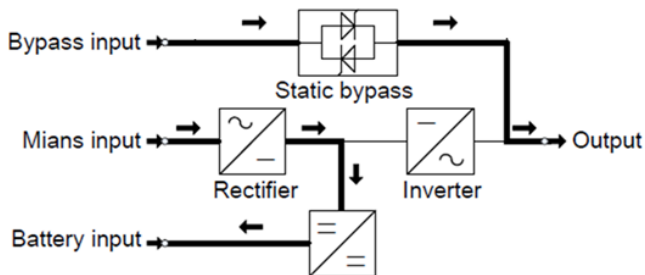 Bypass input
Static bypass
Mians input
Output
Rectifier
Inverter
Battery input